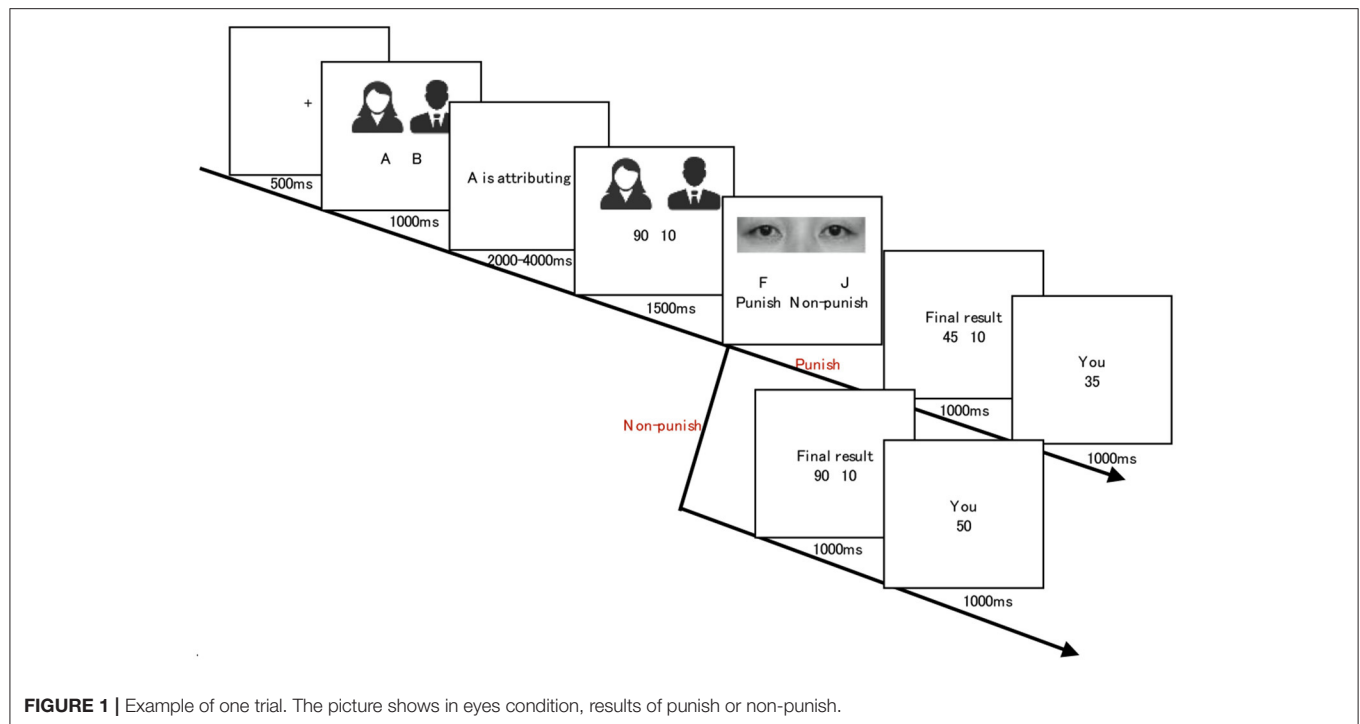 +
500ms
A B
1000ms
A is attributing
2000-4000ms
90 10
1500ms
F J
Punish Non-punish
Punish
Final result
45 10
1000ms
You
35
1000ms
Non-punish
Final result
90 10
1000ms
You
50
1000ms
FIGURE 1 | Example of one trial. The picture shows in eyes condition, results of punish or non-punish.